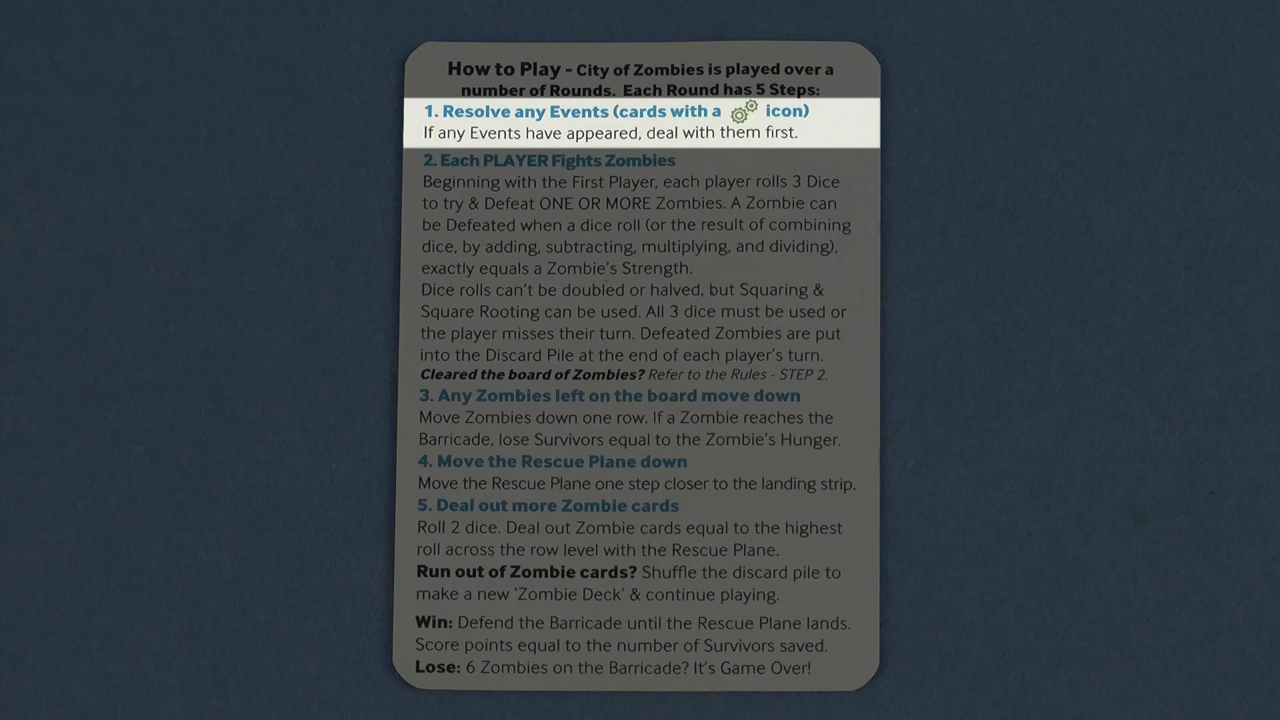 How to Play - City of Zombies is played over a
number of Rounds. Each Round has 5 Steps:
1. Resolve any Events (cards with a icon)
If any Events have appeared, deal with them first.
2. Each PLAYER Fights Zombies
Beginning with the First Player, each player rolls 3 Dice
to try & Defeat ONE OR MORE Zombies. A Zombie can
be Defeated when a dice roll (or the result of combining
dice, by adding, subtracting, multiplying, and dividing),
exactly equals a Zombie's Strength.
Dice rolls can't be doubled or halved, but Squaring &
Square Rooting can be used. All 3 dice must be used or
the player misses their turn. Defeated Zombies are put
into the Discard Pile at the end of each player's turn.
Cleared the board of Zombies? Refer to the Rules - STEP 2.
3. Any Zombies left on the board move down
Move Zombies down one row. If a Zombie reaches the
Barricade, lose Survivors equal to the Zombie's Hunger.
4. Move the Rescue Plane down
Move the Rescue Plane one step closer to the landing strip.
5. Deal out more Zombie cards
Roll 2 dice. Deal out Zombie cards equal to the highest
roll across the row level with the Rescue Plane.
Run out of Zombie cards? Shuffle the discard pile to
make a new 'Zombie Deck' & continue playing.
Win: Defend the Barricade until the Rescue Plane lands.
Score points equal to the number of Survivors saved.
Lose: 6 Zombies on the Barricade? It's Game Over!